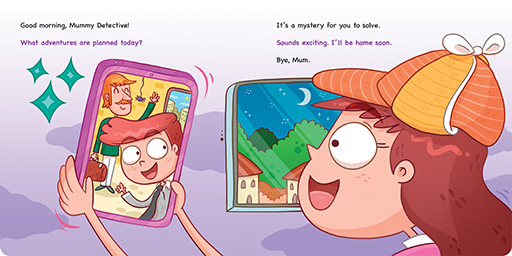 Good morning, Mummy Detective!
What adventures are planned today?
It's a mystery for you to solve.
Sounds exciting. I'll be home soon.
Bye, Mum.